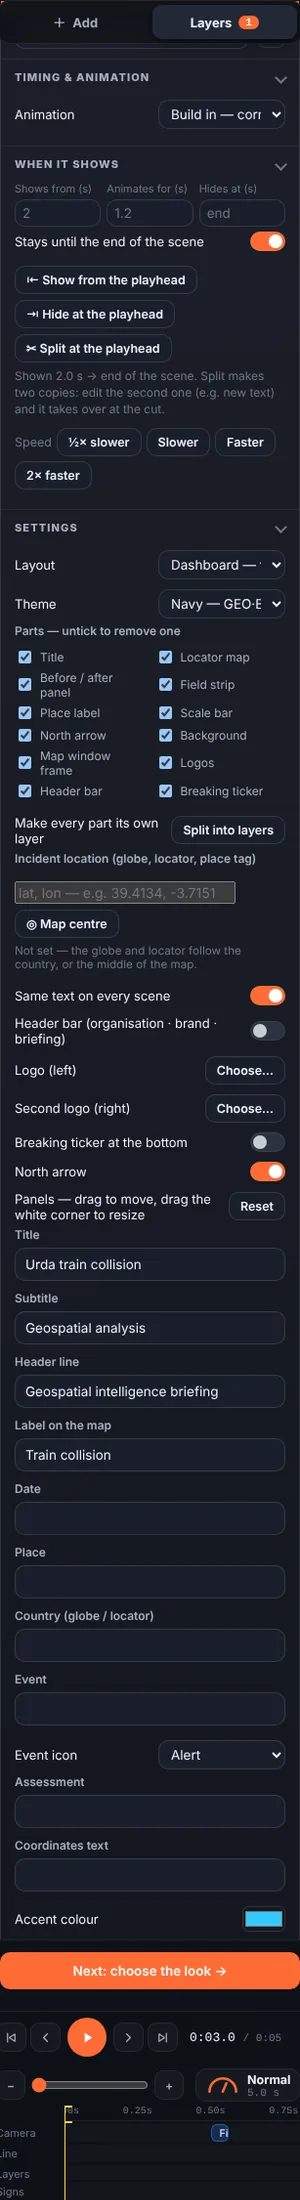 + Add
Layers 1
TIMING & ANIMATION
Animation
Build in — corr
WHEN IT SHOWS
Shows from (s) Animates for (s) Hides at (s)
2 1.2 end
Stays until the end of the scene
⇤ Show from the playhead
⇥ Hide at the playhead
✂ Split at the playhead
Shown 2.0 s → end of the scene. Split makes
two copies: edit the second one (e.g. new text)
and it takes over at the cut.
Speed ½× slower Slower Faster
2× faster
SETTINGS
Layout Dashboard —
Theme Navy — GEO·E
Parts — untick to remove one
Title Locator map
Before / after
panel
Field strip
Place label Scale bar
North arrow Background
Map window
frame
Logos
Header bar Breaking ticker
Make every part its own
layer
Split into layers
Incident location (globe, locator, place tag)
lat, lon — e.g. 39.4134, -3.7151
◎ Map centre
Not set — the globe and locator follow the
country, or the middle of the map.
Same text on every scene
Header bar (organisation · brand ·
briefing)
Logo (left) Choose...
Second logo (right) Choose...
Breaking ticker at the bottom
North arrow
Panels — drag to move, drag the
white corner to resize
Reset
Title
Urda train collision
Subtitle
Geospatial analysis
Header line
Geospatial intelligence briefing
Label on the map
Train collision
Date
Place
Country (globe / locator)
Event
Event icon Alert
Assessment
Coordinates text
Accent colour
Next: choose the look →
0:03.0 / 0:05
− + Normal
5.0 s
0s 0.25s 0.50s 0.75s
Camera Fi
Line
Layers
Signs